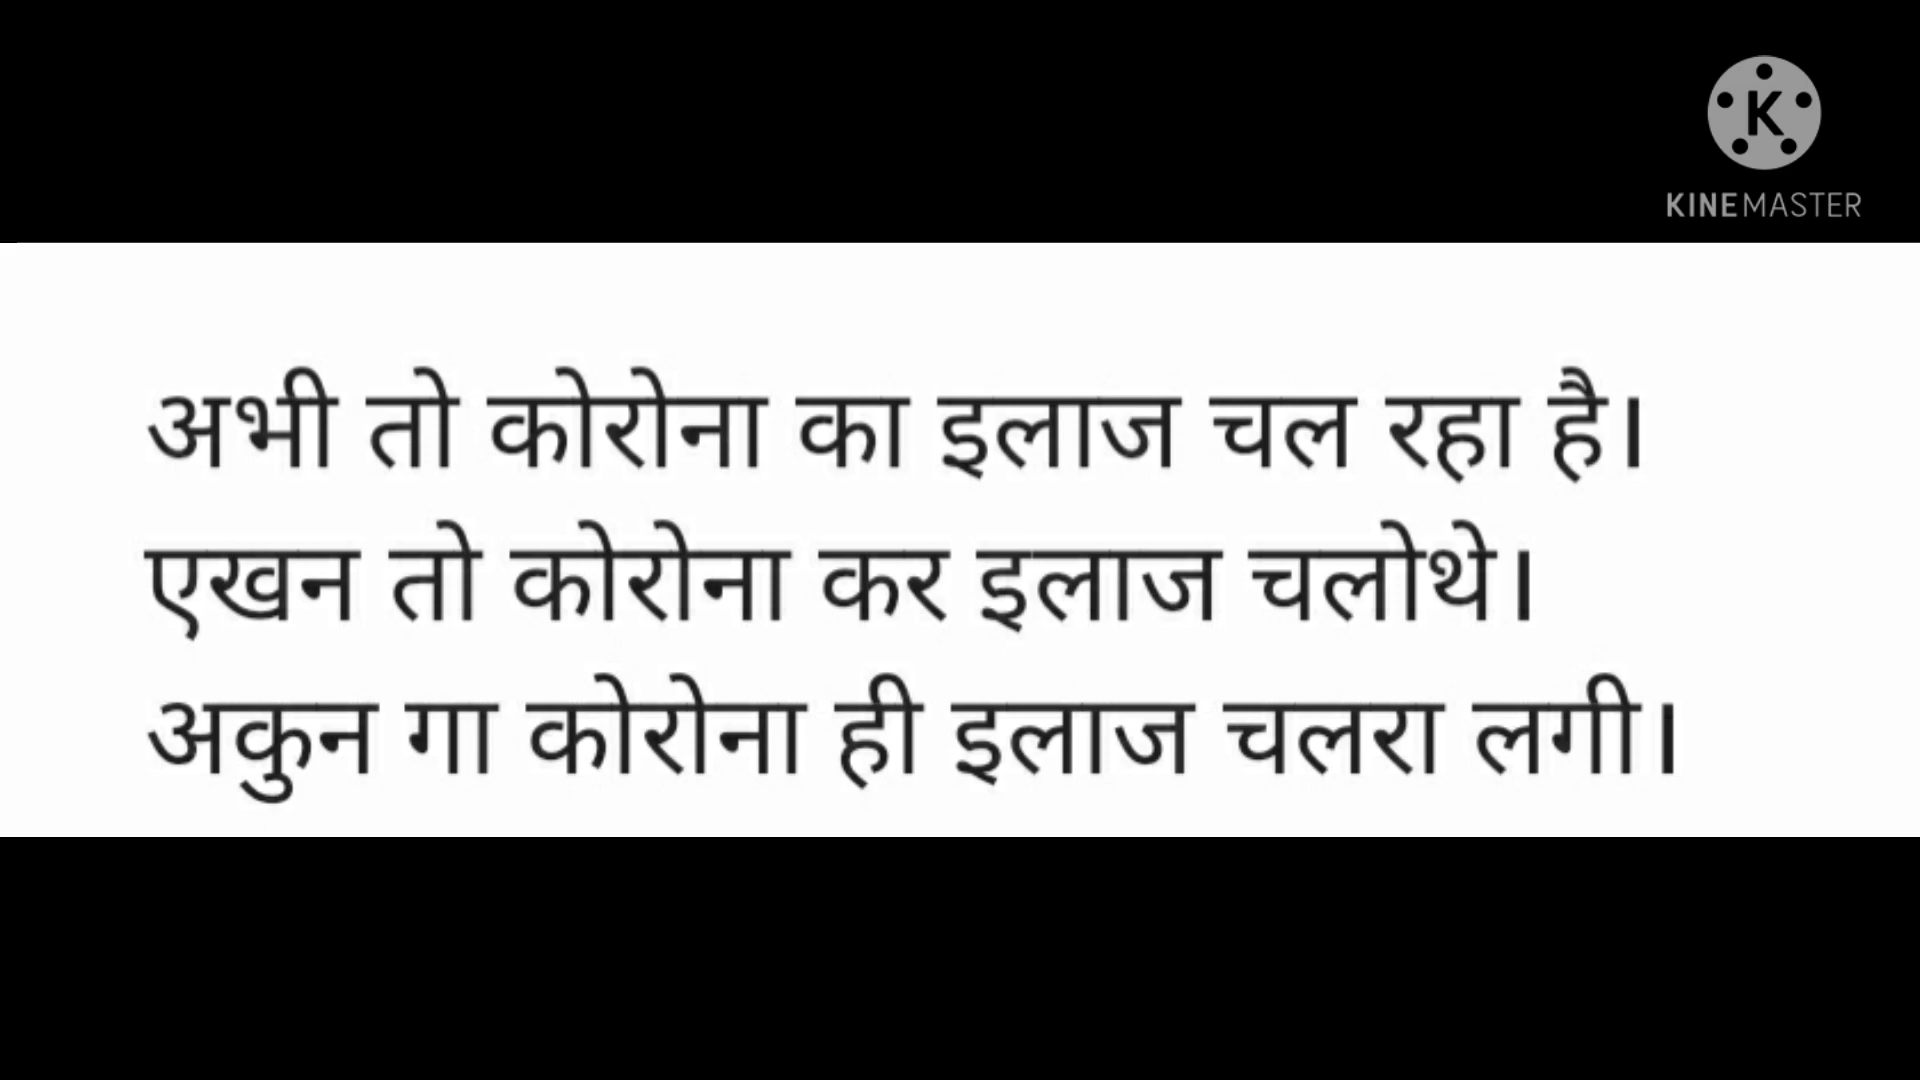 KINEMASTER
अभी तो कोरोना का इलाज चल रहा है।
एखन तो कोरोना कर इलाज चलोथे।
अकुन गा कोरोना ही इलाज चलरा लगी।